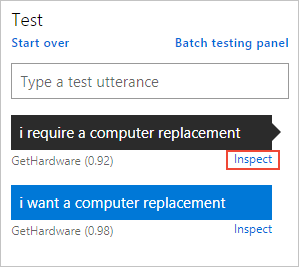 Test
Start over Batch testing panel
Type a test utterance
i require a computer replacement
GetHardware (0.92) Inspect
i want a computer replacement
GetHardware (0.98) Inspect